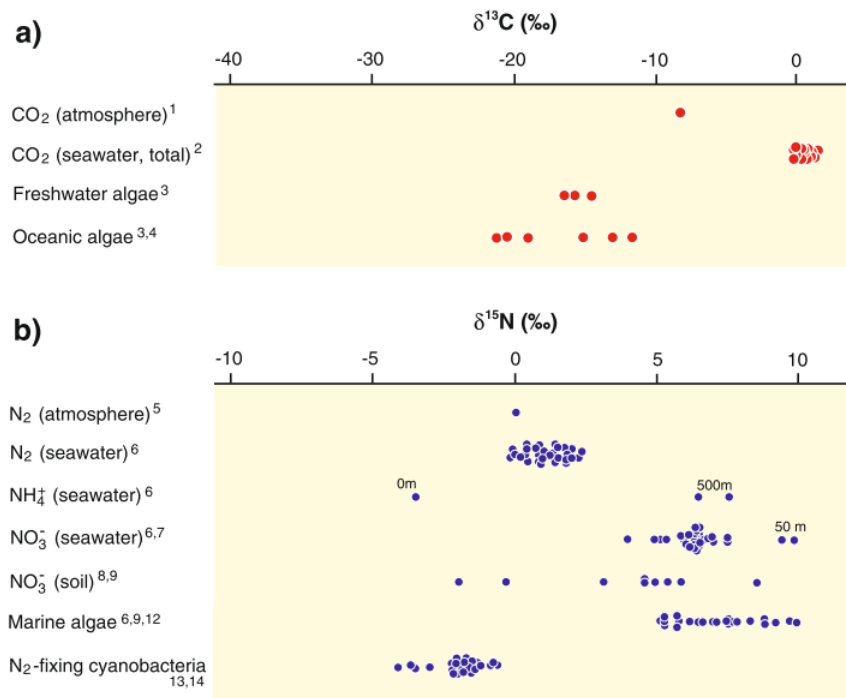 a)
δ¹³C (‰)
-40 -30 -20 -10 0
CO₂ (atmosphere)¹
CO₂ (seawater, total)²
Freshwater algae³
Oceanic algae³,⁴
b)
δ¹⁵N (‰)
-10 -5 0 5 10
N₂ (atmosphere)⁵
N₂ (seawater)⁶
NH₄⁺ (seawater)⁶ 0m 500m
NO₃⁻ (seawater)⁶,⁷ 50 m
NO₃⁻ (soil)⁸,⁹
Marine algae⁶,⁹,¹²
N₂-fixing cyanobacteria
13,14